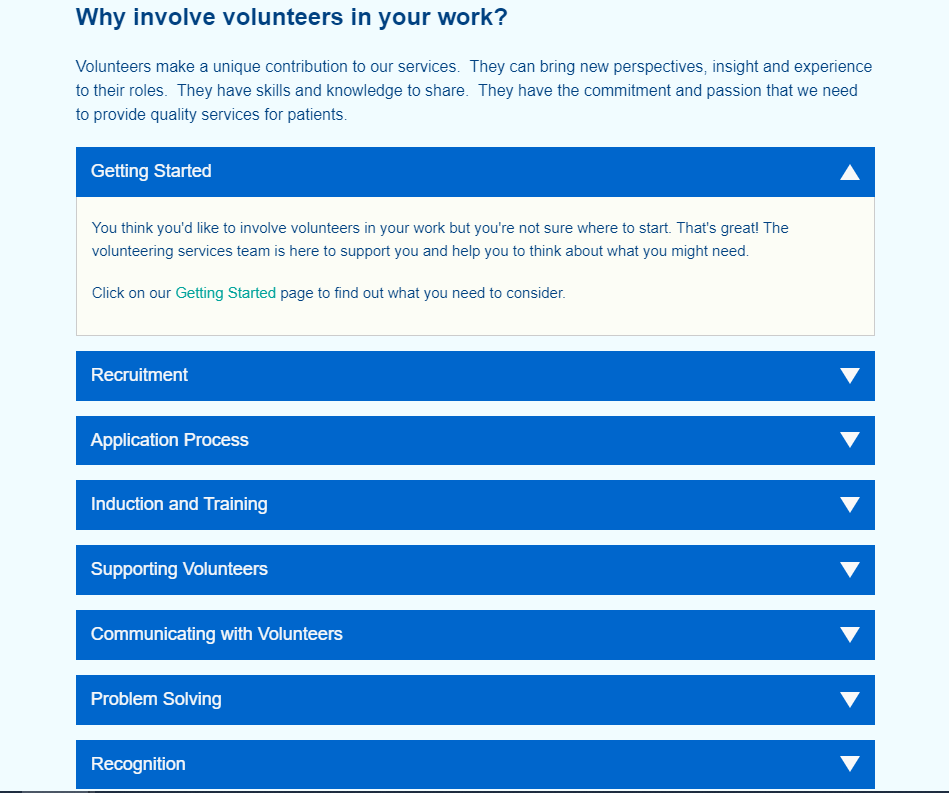 Why involve volunteers in your work?
Volunteers make a unique contribution to our services.  They can bring new perspectives, insight and experience
to their roles.  They have skills and knowledge to share.  They have the commitment and passion that we need
to provide quality services for patients.
Getting Started
You think you'd like to involve volunteers in your work but you're not sure where to start. That's great! The
volunteering services team is here to support you and help you to think about what you might need.
Click on our Getting Started page to find out what you need to consider.
Recruitment
Application Process
Induction and Training
Supporting Volunteers
Communicating with Volunteers
Problem Solving
Recognition